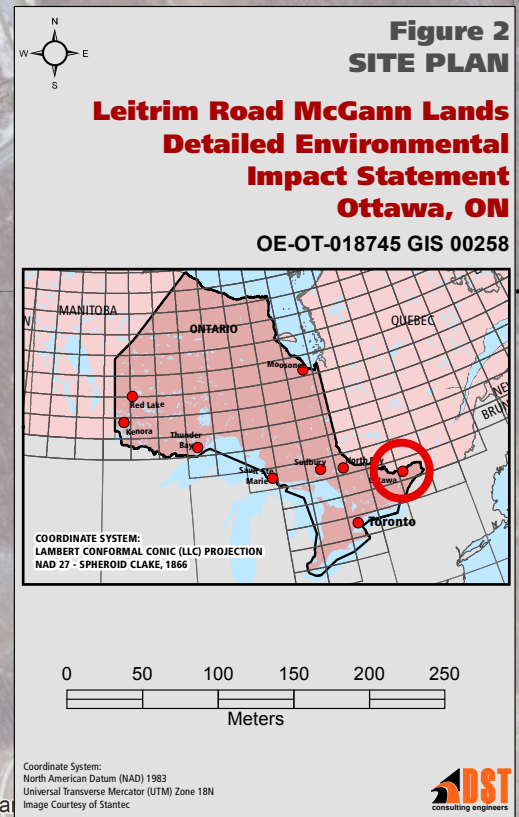 N
W E
S
Figure 2
SITE PLAN
Leitrim Road McGann Lands
Detailed Environmental
Impact Statement
Ottawa, ON
OE-OT-018745 GIS 00258
MANITOBA
ONTARIO
QUEBEC
Moosonee
Red Lake
Kenora
Thunder
Bay
Sault Ste.
Marie
Sudbury
North Bay
Ottawa
Toronto
NEW
BRUN
COORDINATE SYSTEM:
LAMBERT CONFORMAL CONIC (LLC) PROJECTION
NAD 27 - SPHEROID CLAKE, 1866
0 50 100 150 200 250
Meters
Coordinate System:
North American Datum (NAD) 1983
Universal Transverse Mercator (UTM) Zone 18N
Image Courtesy of Stantec
DST
consulting engineers